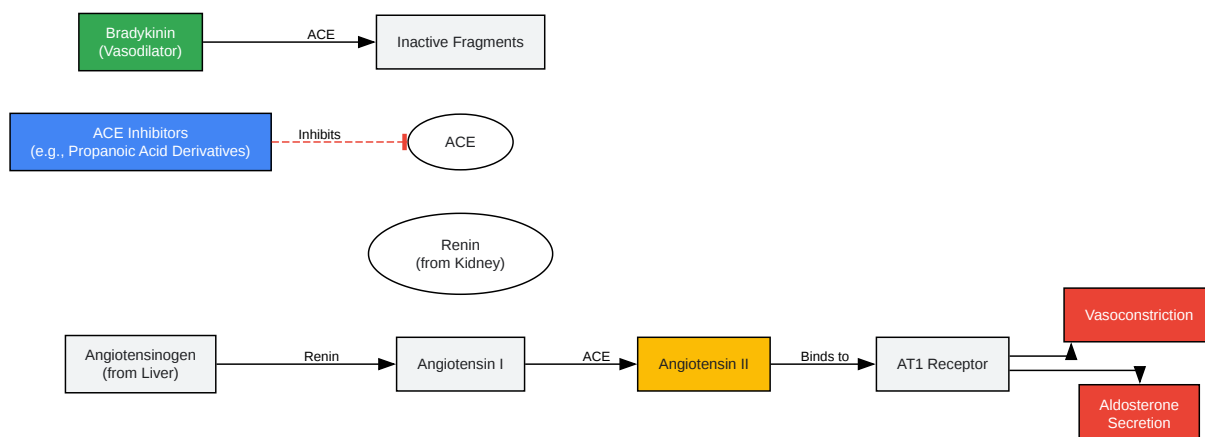 Bradykinin
(Vasodilator)
ACE
Inactive Fragments
ACE Inhibitors
(e.g., Propanoic Acid Derivatives)
Inhibits
ACE
Renin
(from Kidney)
Angiotensinogen
(from Liver)
Renin
Angiotensin I
ACE
Angiotensin II
Binds to
AT1 Receptor
Vasoconstriction
Aldosterone
Secretion